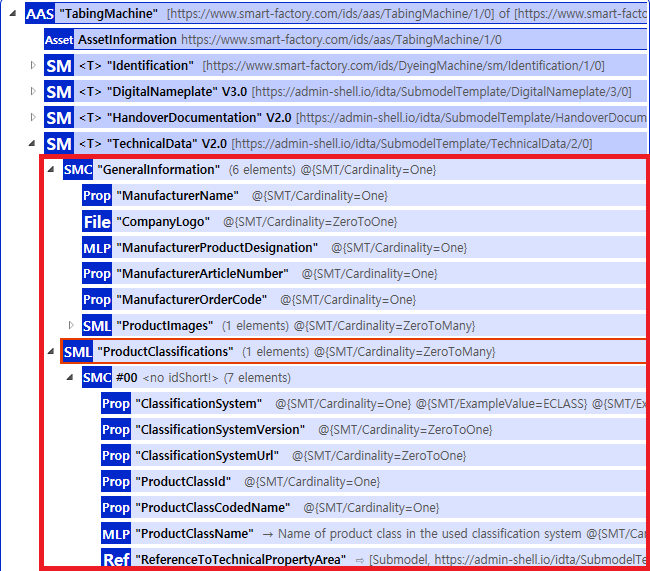 AAS "TabingMachine" [https://www.smart-factory.com/ids/aas/TabingMachine/1/0] of [https://www.smart-factory
Asset AssetInformation https://www.smart-factory.com/ids/aas/TabingMachine/1/0
SM <T> "Identification" [https://www.smart-factory.com/ids/DyeingMachine/sm/Identification/1/0]
SM <T> "DigitalNameplate" V3.0 [https://admin-shell.io/idta/SubmodelTemplate/DigitalNameplate/3/0]
SM <T> "HandoverDocumentation" V2.0 [https://admin-shell.io/idta/SubmodelTemplate/HandoverDocum
SM <T> "TechnicalData" V2.0 [https://admin-shell.io/idta/SubmodelTemplate/TechnicalData/2/0]
SMC "GeneralInformation" (6 elements) @{SMT/Cardinality=One}
Prop "ManufacturerName" @{SMT/Cardinality=One}
File "CompanyLogo" @{SMT/Cardinality=ZeroToOne}
MLP "ManufacturerProductDesignation" @{SMT/Cardinality=One}
Prop "ManufacturerArticleNumber" @{SMT/Cardinality=One}
Prop "ManufacturerOrderCode" @{SMT/Cardinality=One}
SML "ProductImages" (1 elements) @{SMT/Cardinality=ZeroToMany}
SML "ProductClassifications" (1 elements) @{SMT/Cardinality=ZeroToMany}
SMC #00 <no idShort!> (7 elements)
Prop "ClassificationSystem" @{SMT/Cardinality=One} @{SMT/ExampleValue=ECLASS} @{SMT/Ex
Prop "ClassificationSystemVersion" @{SMT/Cardinality=ZeroToOne}
Prop "ClassificationSystemUrl" @{SMT/Cardinality=ZeroToOne}
Prop "ProductClassId" @{SMT/Cardinality=One}
Prop "ProductClassCodedName" @{SMT/Cardinality=One}
MLP "ProductClassName" → Name of product class in the used classification system @{SMT/Car
Ref "ReferenceToTechnicalPropertyArea" ⇨ [Submodel, https://admin-shell.io/idta/SubmodelTe